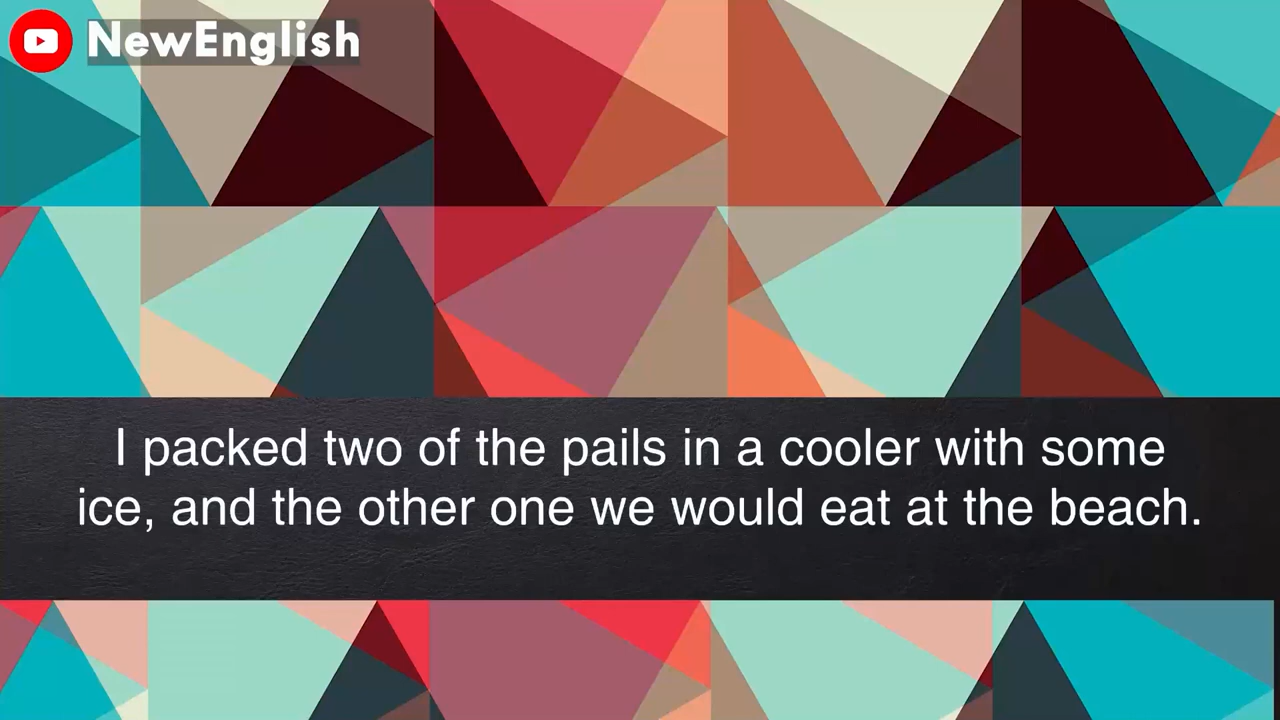 NewEnglish
I packed two of the pails in a cooler with some
ice, and the other one we would eat at the beach.